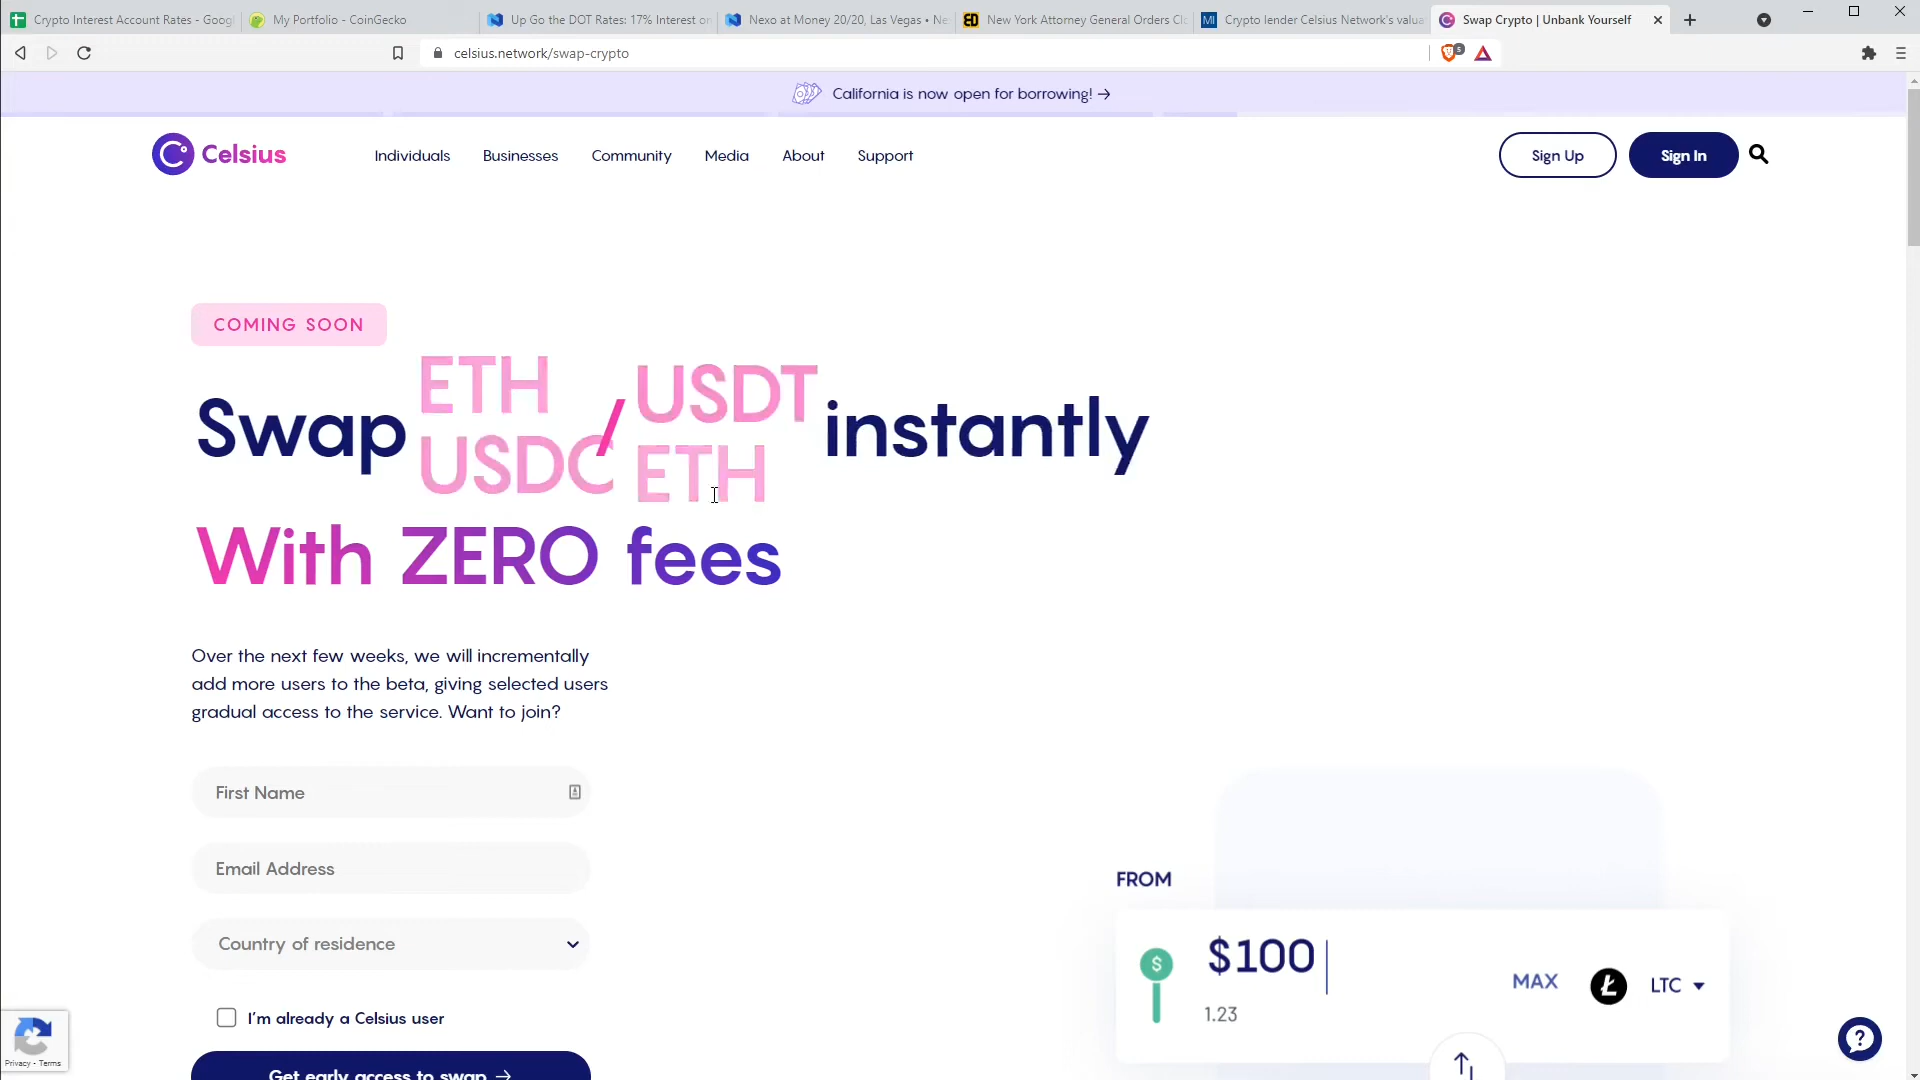 Crypto Interest Account Rates - Googl
My Portfolio - CoinGecko
Up Go the DOT Rates: 17% Interest on
Nexo at Money 20/20, Las Vegas • Ne
New York Attorney General Orders Cl
Crypto lender Celsius Network's valua
Swap Crypto | Unbank Yourself
celsius.network/swap-crypto
5
California is now open for borrowing! →
Celsius
Individuals
Businesses
Community
Media
About
Support
Sign Up
Sign In
COMING SOON
Swap ETH USDC / USDT ETH instantly
With ZERO fees
Over the next few weeks, we will incrementally
add more users to the beta, giving selected users
gradual access to the service. Want to join?
First Name
Email Address
Country of residence
I'm already a Celsius user
Get early access to swap →
FROM
$100
1.23
MAX
LTC
Privacy - Terms